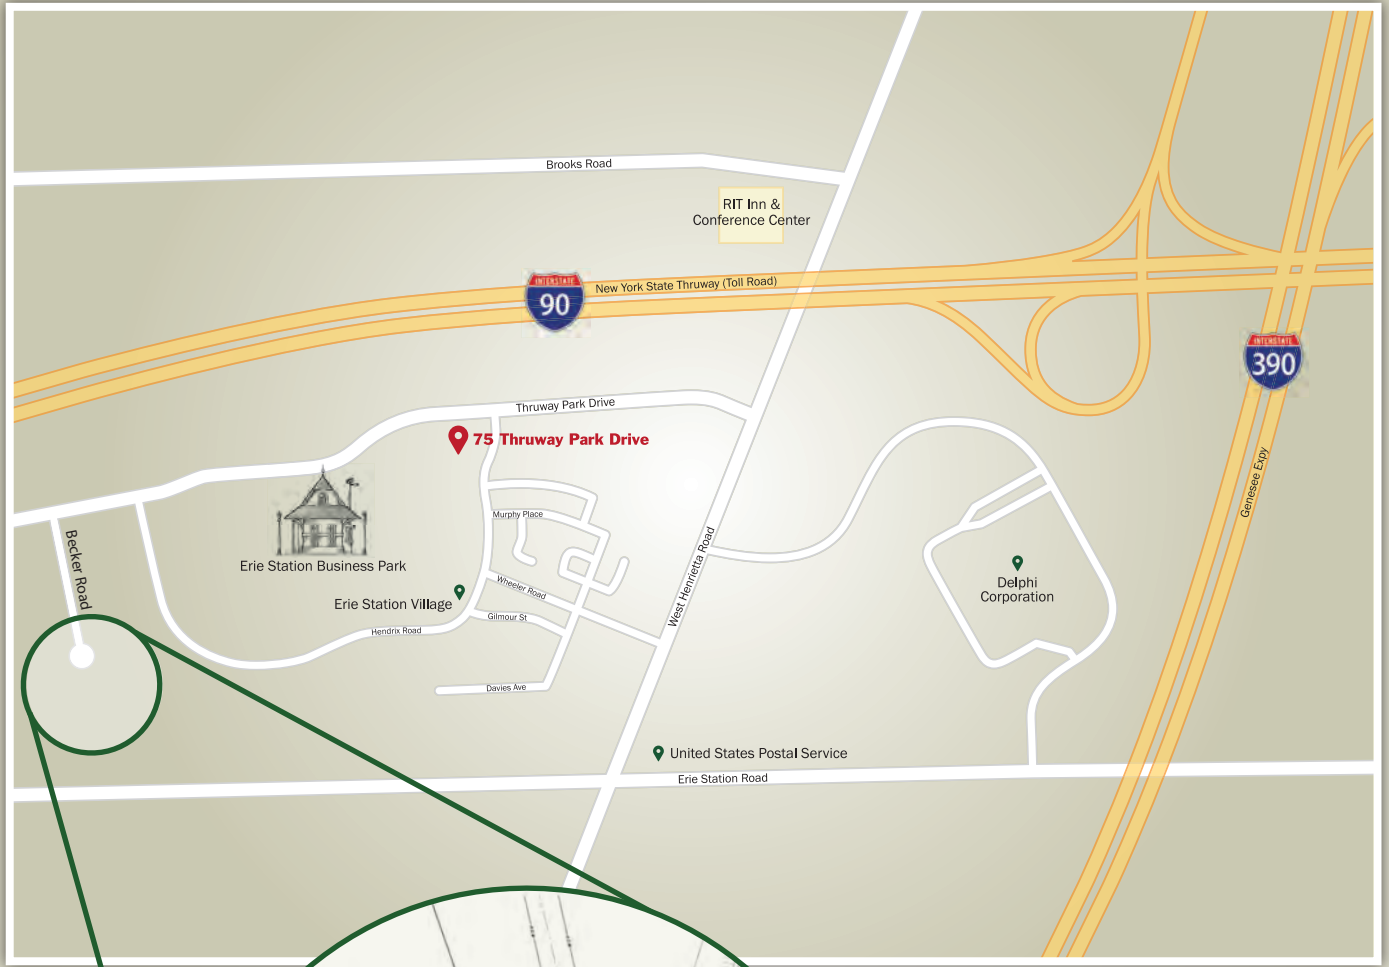 Brooks Road
RIT Inn &
Conference Center
New York State Thruway (Toll Road)
INTERSTATE
90
INTERSTATE
390
Thruway Park Drive
75 Thruway Park Drive
Genesee Expy
Murphy Place
Becker Road
Erie Station Business Park
West Henrietta Road
Delphi
Corporation
Wheeler Road
Erie Station Village
Gilmour St
Hendrix Road
Davies Ave
United States Postal Service
Erie Station Road